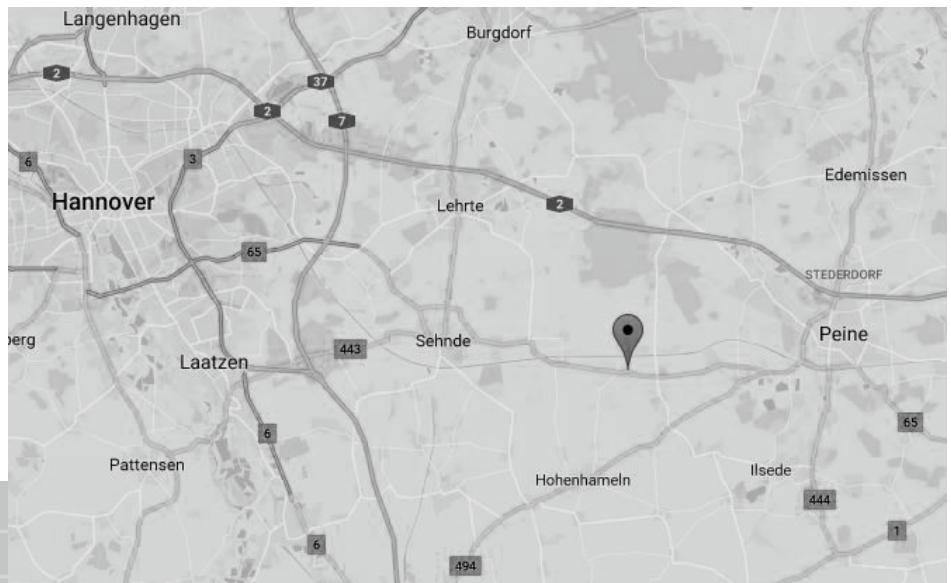 Langenhagen
Burgdorf
2
37
2
7
6
3
Edemissen
Hannover
Lehrte
2
65
STEDERDORF
berg
Sehnde
Peine
443
Laatzen
65
6
Pattensen
Hohenhameln
Ilsede
444
1
6
494